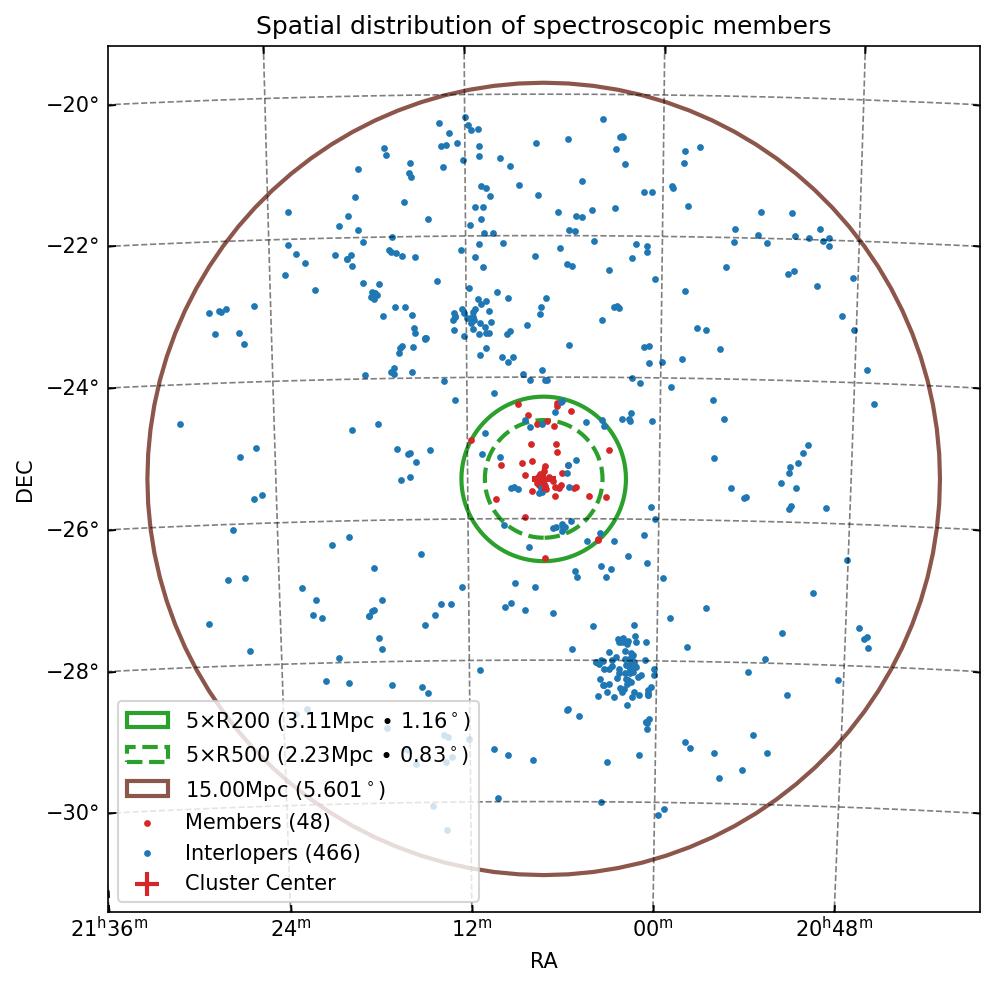 Spatial distribution of spectroscopic members
−20°
−22°
−24°
−26°
−28°
−30°
DEC
5×R200 (3.11Mpc • 1.16°)
5×R500 (2.23Mpc • 0.83°)
15.00Mpc (5.601°)
Members (48)
Interlopers (466)
Cluster Center
21ʰ36ᵐ 24ᵐ 12ᵐ 00ᵐ 20ʰ48ᵐ
RA